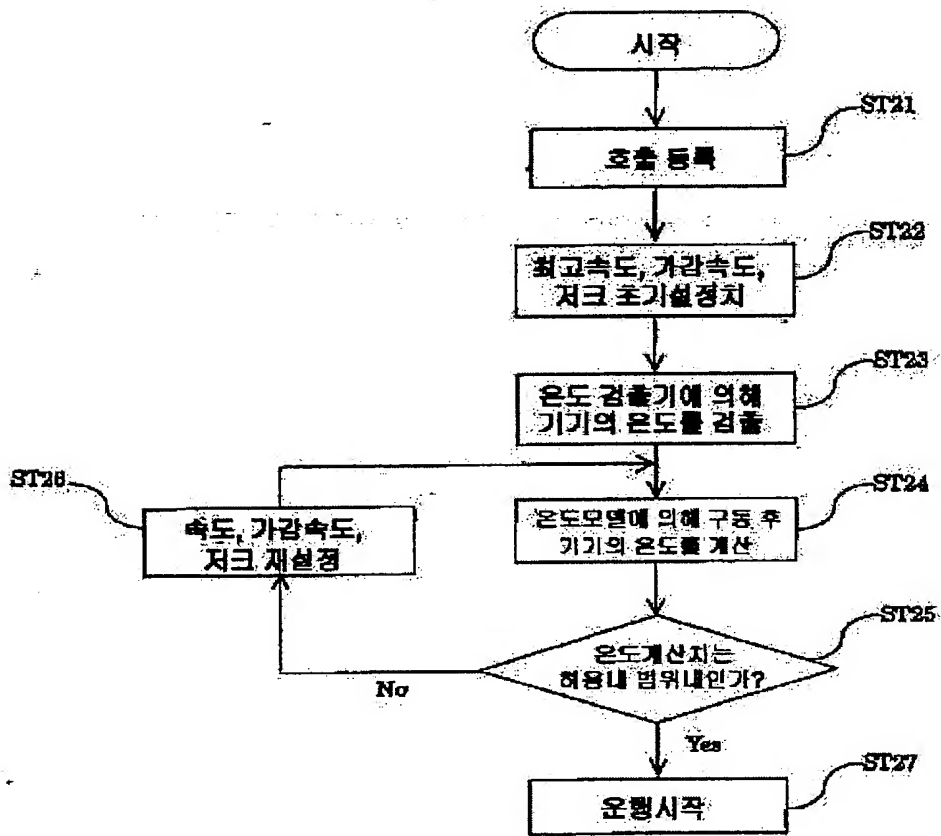 시작
ST21
호출 등록
ST22
최고속도, 가감속도,
저크 초기설정치
ST23
온도 검출기에 의해
기기의 온도를 검출
ST26
속도, 가감속도,
저크 재설정
ST24
온도모델에 의해 구동 후
기기의 온도를 계산
ST25
온도계산치는
허용내 범위내인가?
No
Yes
ST27
운행시작